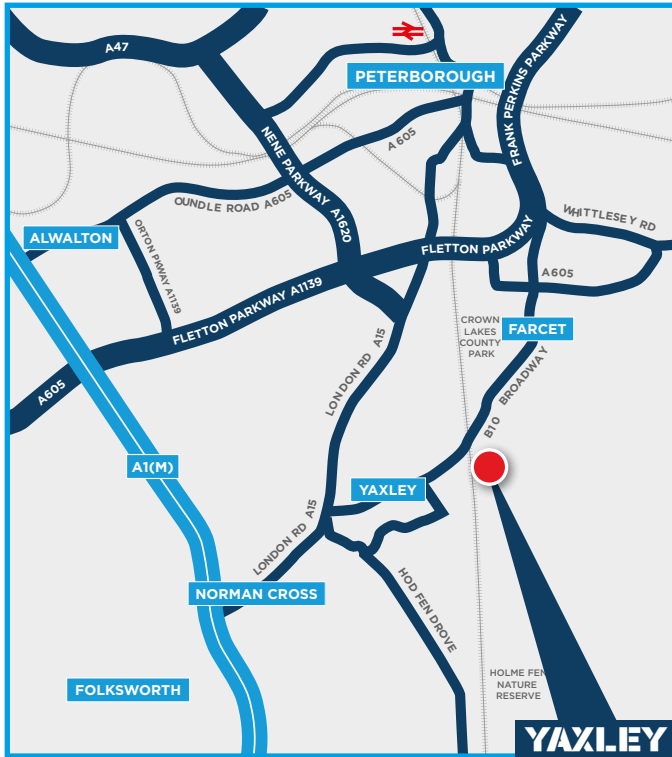 A47
PETERBOROUGH
FRANK PERKINS PARKWAY
NENE PARKWAY A1620
A 605
OUNDLE ROAD A605
WHITTLESEY RD
ALWALTON
ORTON PKWAY A1139
FLETTON PARKWAY
A605
FLETTON PARKWAY A1139
CROWN
LAKES
COUNTY
PARK
FARCET
LONDON RD A15
B10 BROADWAY
A605
A1(M)
YAXLEY
LONDON RD A15
NORMAN CROSS
HOD FEN DROVE
FOLKSWORTH
HOLME FEN
NATURE
RESERVE
YAXLEY